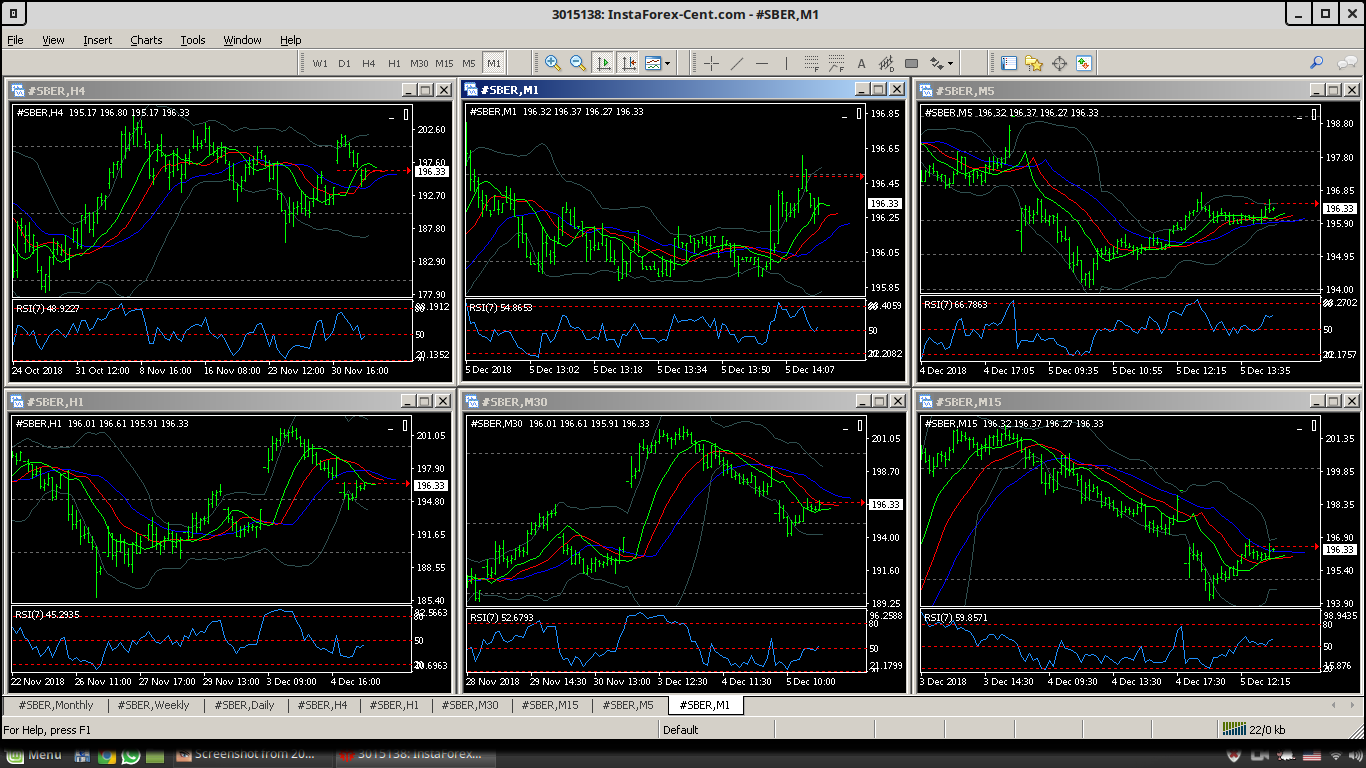 3015138: InstaForex-Cent.com - #SBER,M1
File View Insert Charts Tools Window Help
W1 D1 H4 H1 M30 M15 M5 M1
#SBER,H4
#SBER,H4 195.17 196.80 195.17 196.33
202.60
197.60
196.33
192.70
187.80
182.90
177.90
RSI(7) 48.9227
50
24 Oct 2018 31 Oct 12:00 8 Nov 16:00 16 Nov 08:00 23 Nov 12:00 30 Nov 16:00
#SBER,M1
#SBER,M1 196.32 196.37 196.27 196.33
196.85
196.65
196.45
196.33
196.25
196.05
195.85
RSI(7) 54.8653
50
5 Dec 2018 5 Dec 13:02 5 Dec 13:18 5 Dec 13:34 5 Dec 13:50 5 Dec 14:07
#SBER,M5
#SBER,M5 196.32 196.37 196.27 196.33
198.80
197.80
196.85
196.33
195.90
194.95
194.00
RSI(7) 66.7863
50
4 Dec 2018 4 Dec 17:05 5 Dec 09:35 5 Dec 10:55 5 Dec 12:15 5 Dec 13:35
#SBER,H1
#SBER,H1 196.01 196.61 195.91 196.33
201.05
197.90
196.33
194.80
191.65
188.55
185.40
RSI(7) 45.2935
50
22 Nov 2018 26 Nov 11:00 27 Nov 17:00 29 Nov 13:00 3 Dec 09:00 4 Dec 16:00
#SBER,M30
#SBER,M30 196.01 196.61 195.91 196.33
201.05
198.70
196.33
194.00
191.60
189.25
RSI(7) 52.6793
96.2588
80
50
28 Nov 2018 29 Nov 14:30 30 Nov 13:00 3 Dec 12:30 4 Dec 11:30 5 Dec 10:00
#SBER,M15
#SBER,M15 196.32 196.37 196.27 196.33
201.35
199.85
198.35
196.90
196.33
195.40
193.90
RSI(7) 59.8571
98.9435
80
50
3 Dec 2018 3 Dec 14:30 4 Dec 09:30 4 Dec 13:30 4 Dec 17:30 5 Dec 12:15
#SBER,Monthly #SBER,Weekly #SBER,Daily #SBER,H4 #SBER,H1 #SBER,M30 #SBER,M15 #SBER,M5 #SBER,M1
For Help, press F1 Default 22/0 kb
Menu Screenshot from 20... 3015138: InstaForex...